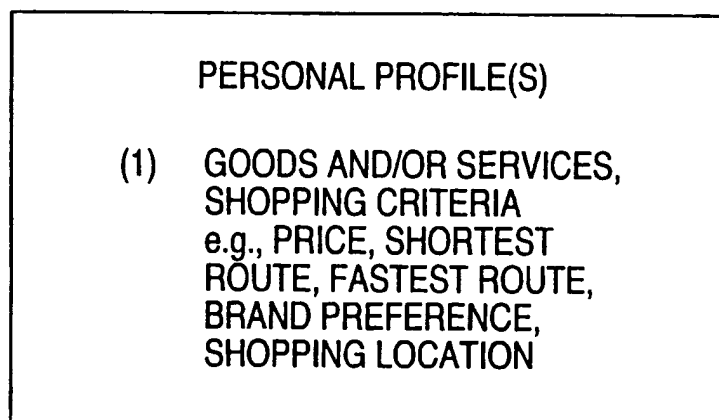 PERSONAL PROFILE(S)
(1) GOODS AND/OR SERVICES,
SHOPPING CRITERIA
e.g., PRICE, SHORTEST
ROUTE, FASTEST ROUTE,
BRAND PREFERENCE,
SHOPPING LOCATION